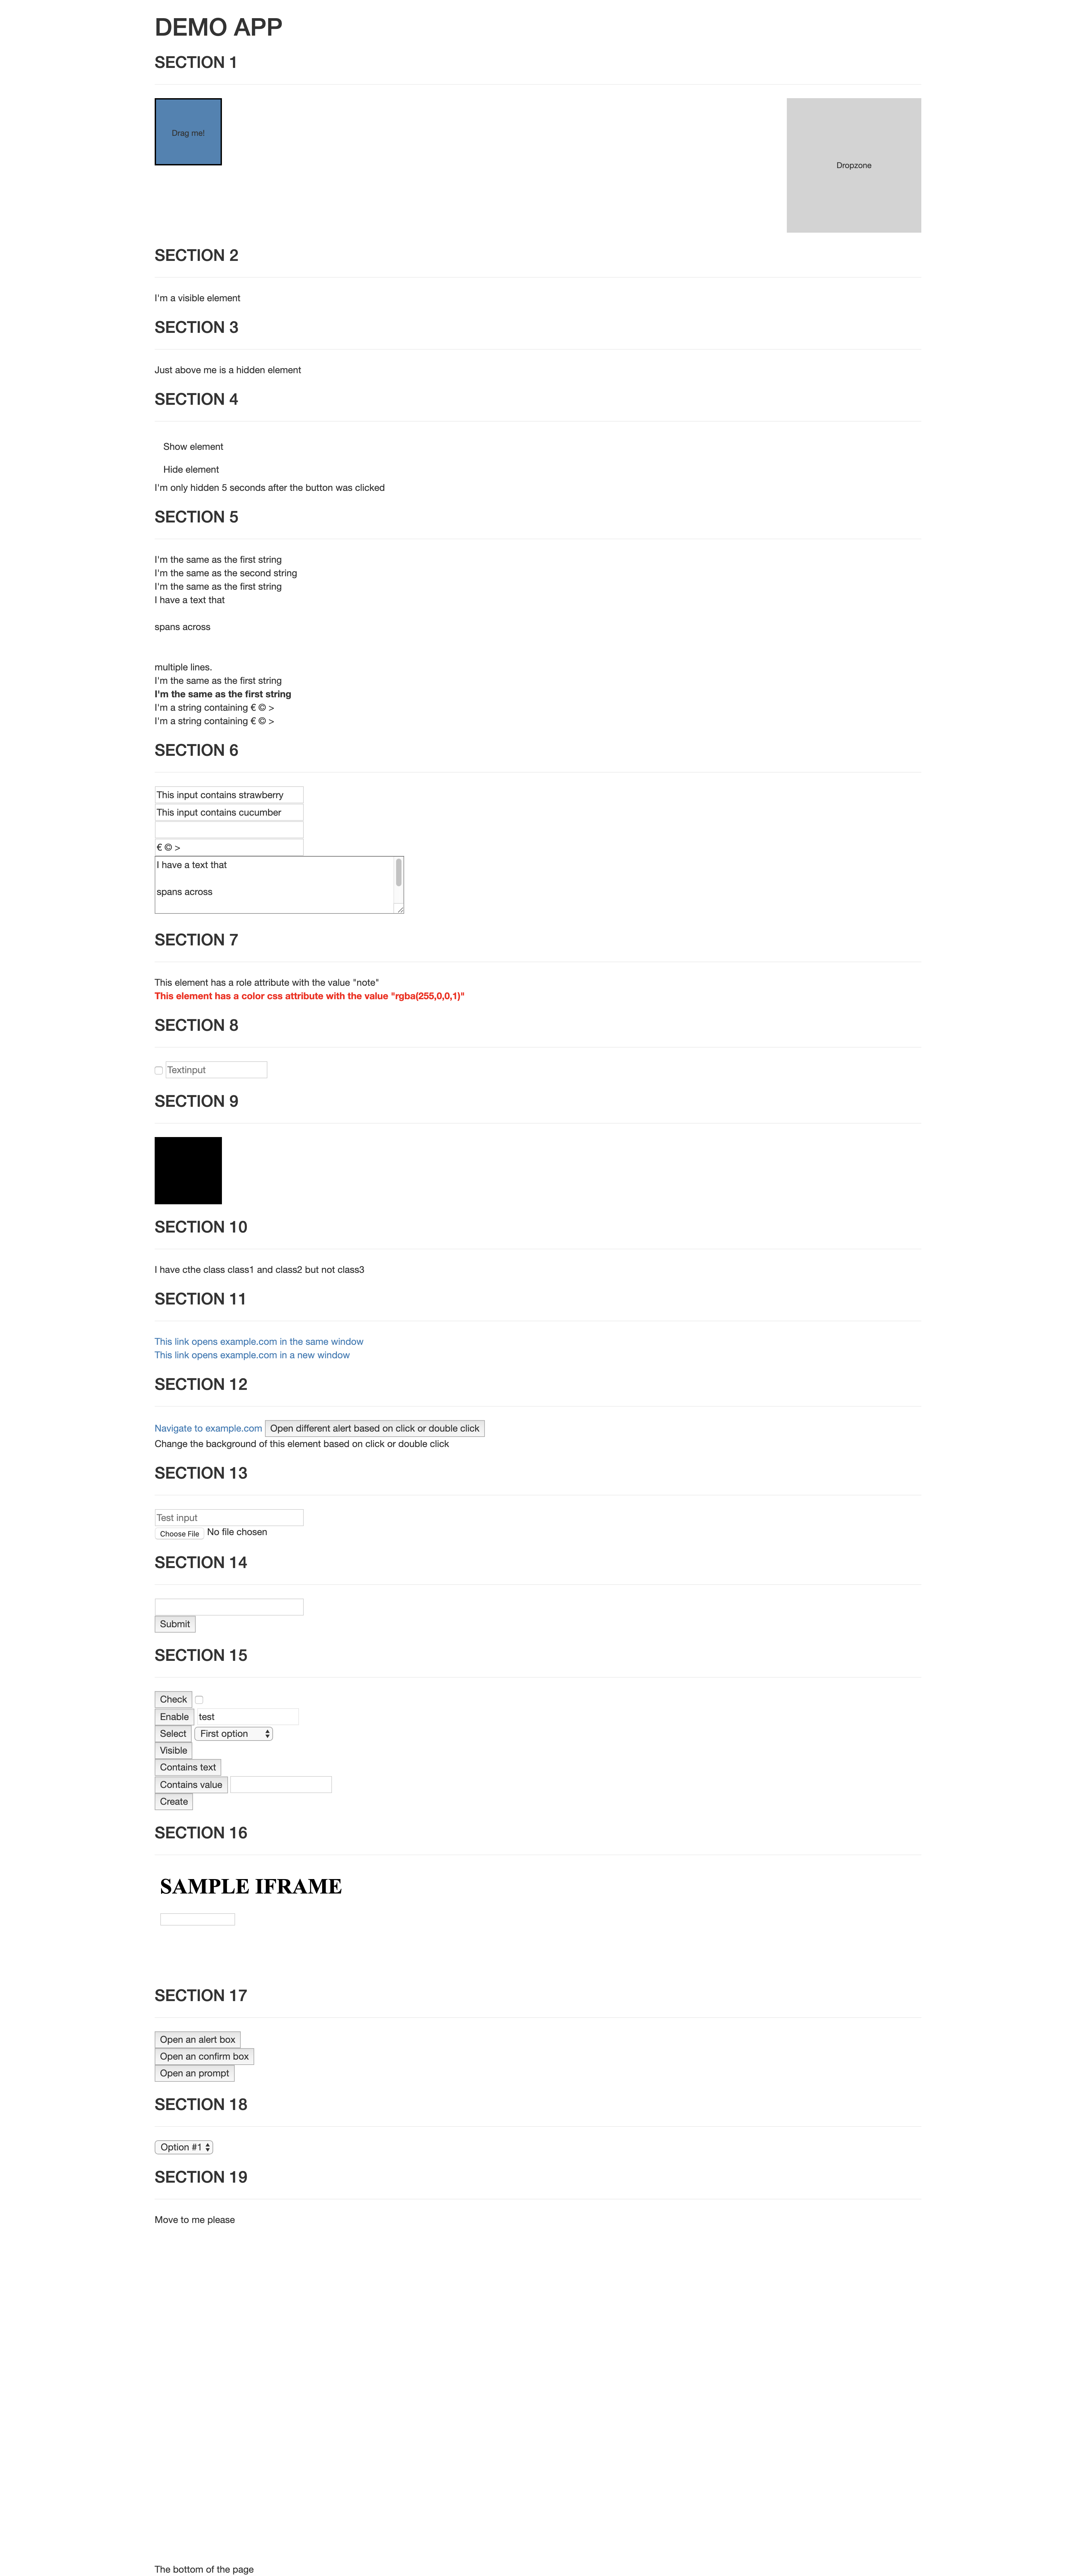 DEMO APP
SECTION 1
Drag me!
Dropzone
SECTION 2
I'm a visible element
SECTION 3
Just above me is a hidden element
SECTION 4
Show element
Hide element
I'm only hidden 5 seconds after the button was clicked
SECTION 5
I'm the same as the first string
I'm the same as the second string
I'm the same as the first string
I have a text that
spans across
multiple lines.
I'm the same as the first string
I'm the same as the first string
I'm a string containing € © >
I'm a string containing € © >
SECTION 6
This input contains strawberry
This input contains cucumber
€ © >
I have a text that
spans across
SECTION 7
This element has a role attribute with the value "note"
This element has a color css attribute with the value "rgba(255,0,0,1)"
SECTION 8
Textinput
SECTION 9
SECTION 10
I have cthe class class1 and class2 but not class3
SECTION 11
This link opens example.com in the same window
This link opens example.com in a new window
SECTION 12
Navigate to example.com Open different alert based on click or double click
Change the background of this element based on click or double click
SECTION 13
Test input
Choose File No file chosen
SECTION 14
Submit
SECTION 15
Check
Enable test
Select First option
Visible
Contains text
Contains value
Create
SECTION 16
SAMPLE IFRAME
SECTION 17
Open an alert box
Open an confirm box
Open an prompt
SECTION 18
Option #1
SECTION 19
Move to me please
The bottom of the page